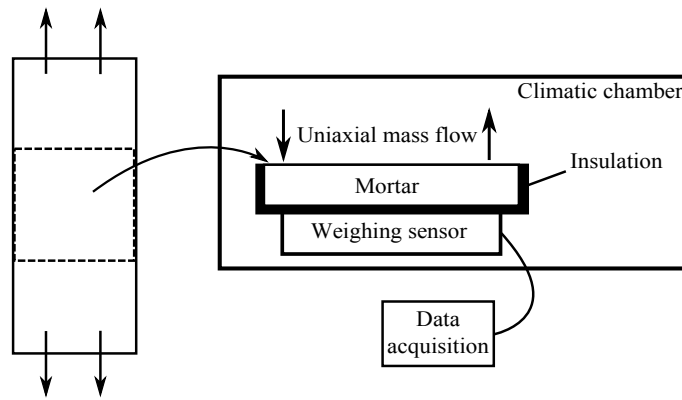 Climatic chamber
Uniaxial mass flow
Insulation
Mortar
Weighing sensor
Data
acquisition